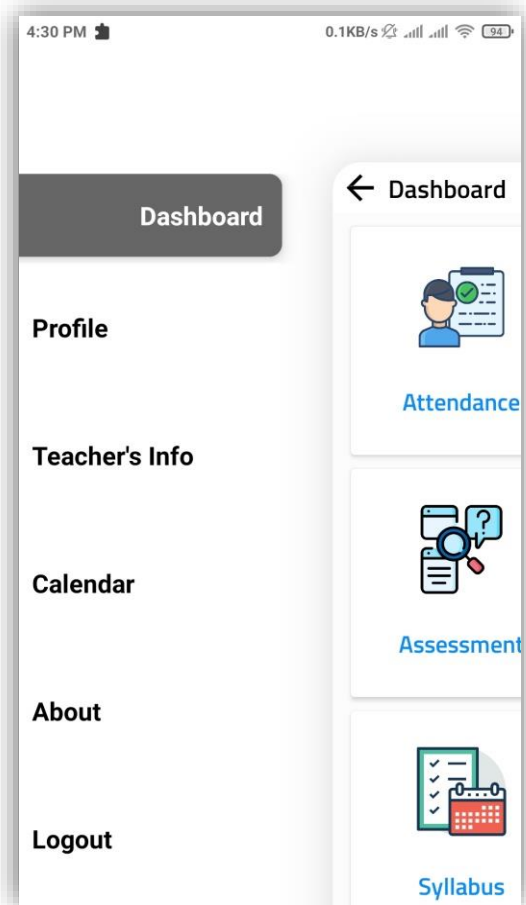 4:30 PM 0.1KB/s 94
Dashboard
Profile
Teacher's Info
Calendar
About
Logout
Dashboard
Attendance
Assessment
Syllabus